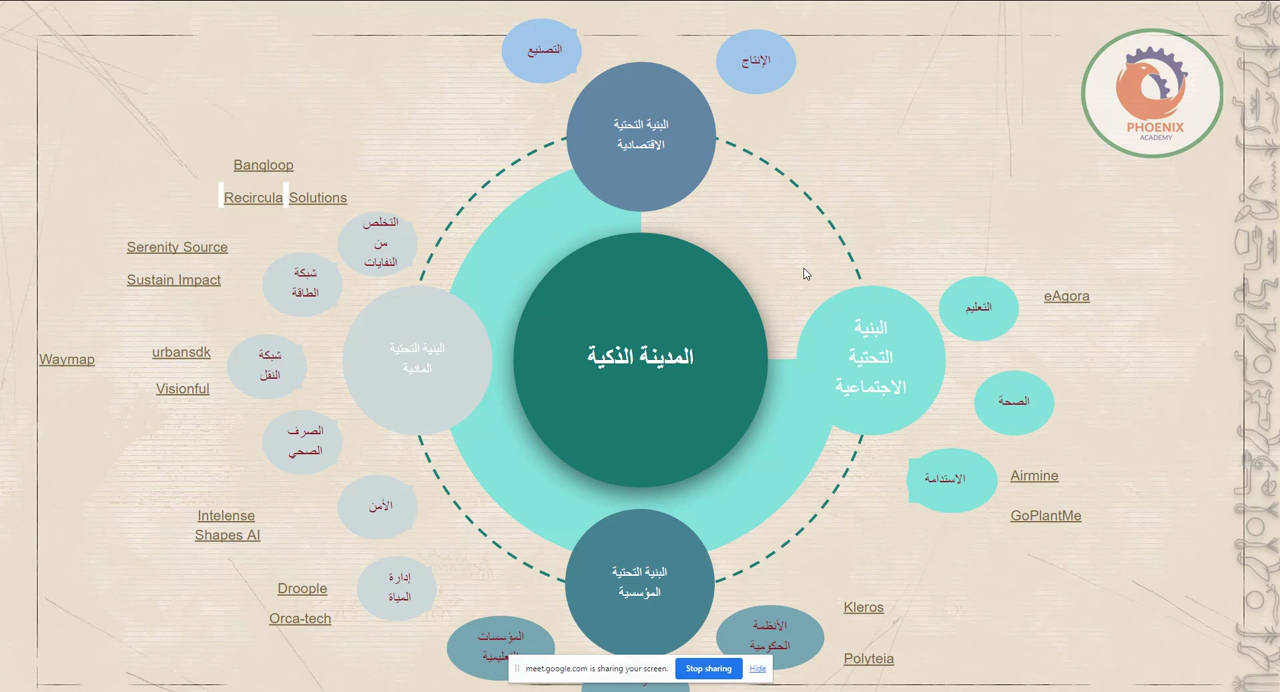 التصنيع
الإنتاج
PHOENIX
ACADEMY
البنية التحتية
الاقتصادية
Banqloop
Recircula Solutions
التخلص
من
النفايات
Serenity Source
Sustain Impact
شبكة
الطاقة
التعليم
eAgora
البنية
التحتية
الاجتماعية
المدينة الذكية
البنية التحتية
المادية
Waymap
urbansdk
Visionful
شبكة
النقل
الصحة
الصرف
الصحي
الاستدامة
Airmine
GoPlantMe
الأمن
Intelense
Shapes AI
البنية التحتية
المؤسسية
إدارة
المياة
Droople
Orca-tech
المؤسسات
التعليمية
الأنظمة
الحكومية
Kleros
Polyteia
meet.google.com is sharing your screen.
Stop sharing
Hide